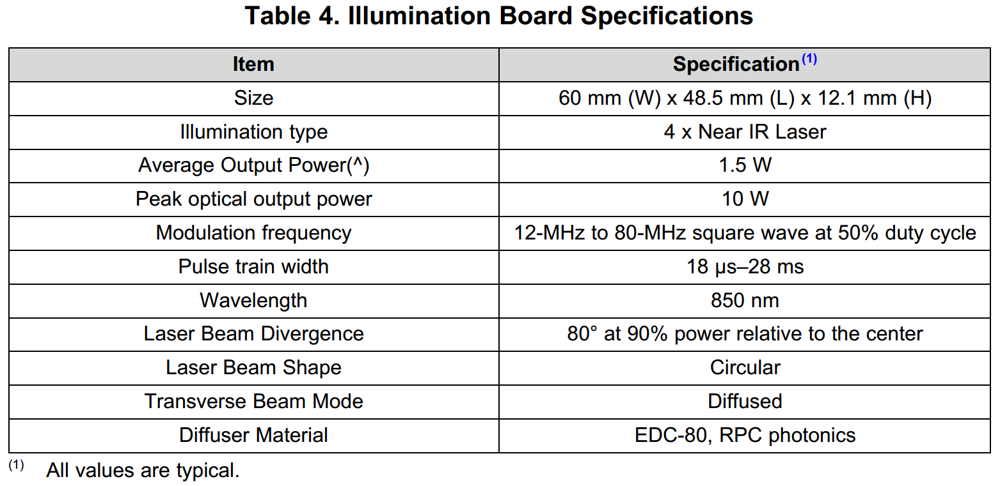 Table 4. Illumination Board Specifications
Item Specification(1)
Size 60 mm (W) x 48.5 mm (L) x 12.1 mm (H)
Illumination type 4 x Near IR Laser
Average Output Power(^) 1.5 W
Peak optical output power 10 W
Modulation frequency 12-MHz to 80-MHz square wave at 50% duty cycle
Pulse train width 18 µs–28 ms
Wavelength 850 nm
Laser Beam Divergence 80° at 90% power relative to the center
Laser Beam Shape Circular
Transverse Beam Mode Diffused
Diffuser Material EDC-80, RPC photonics
(1) All values are typical.